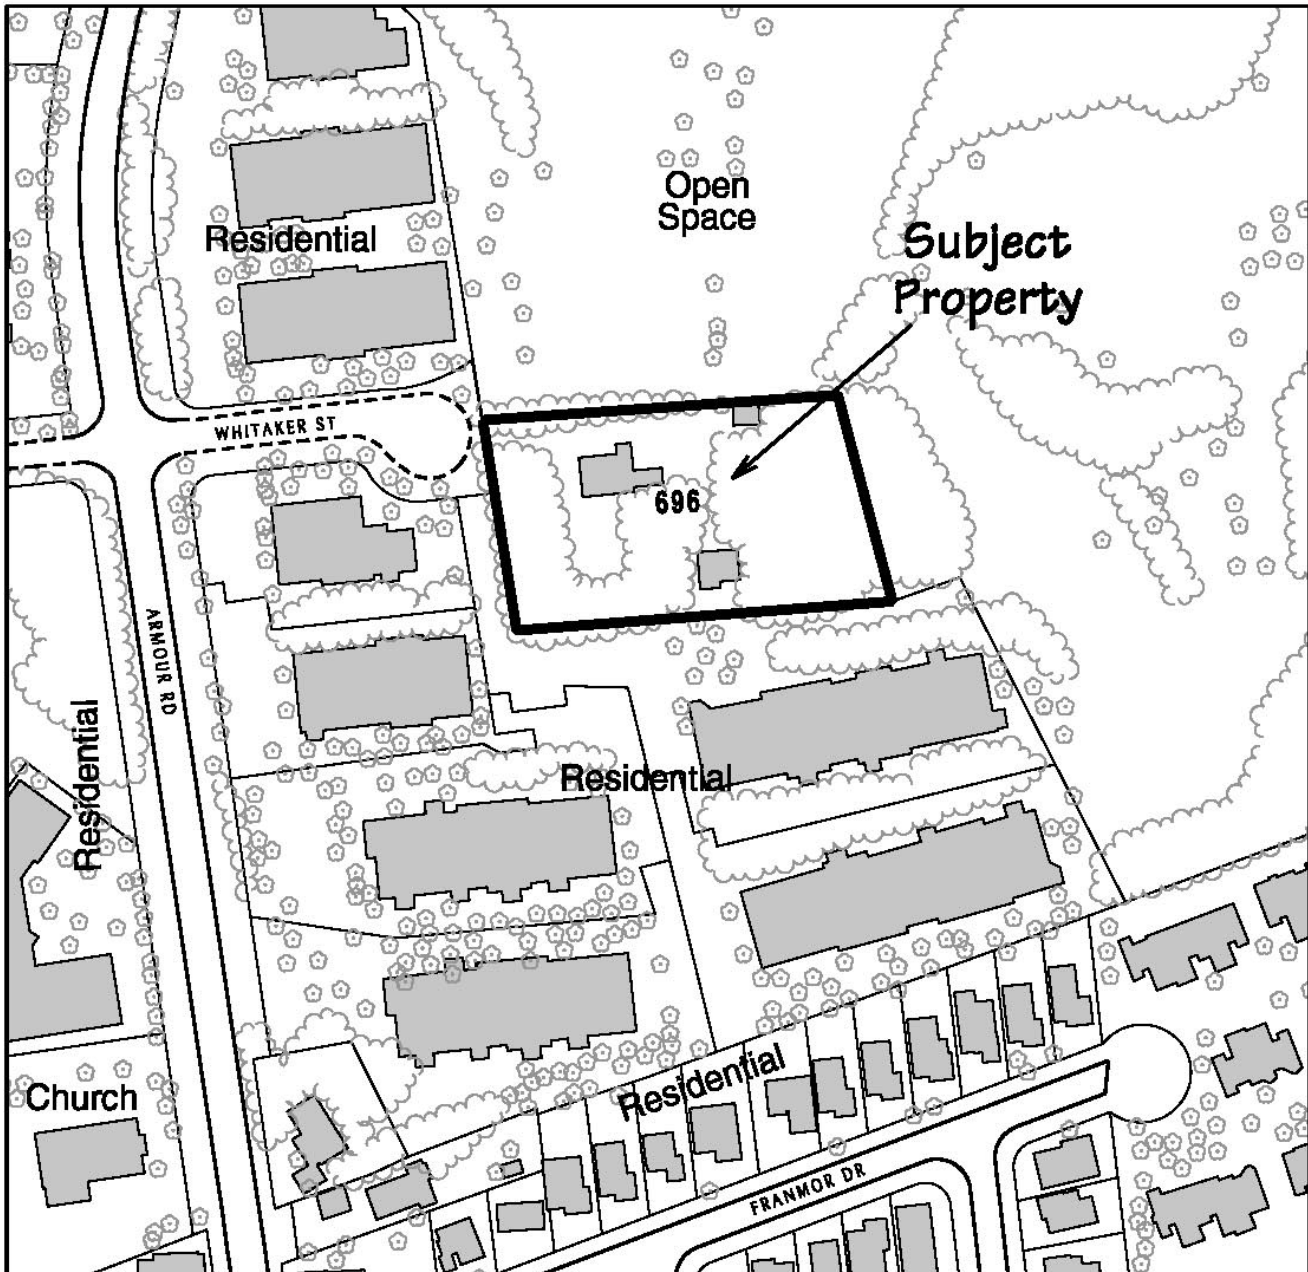 Open
Space
Residential
Subject
Property
WHITAKER ST
696
ARMOUR RD
Residential
Residential
Residential
Church
FRANMOR DR